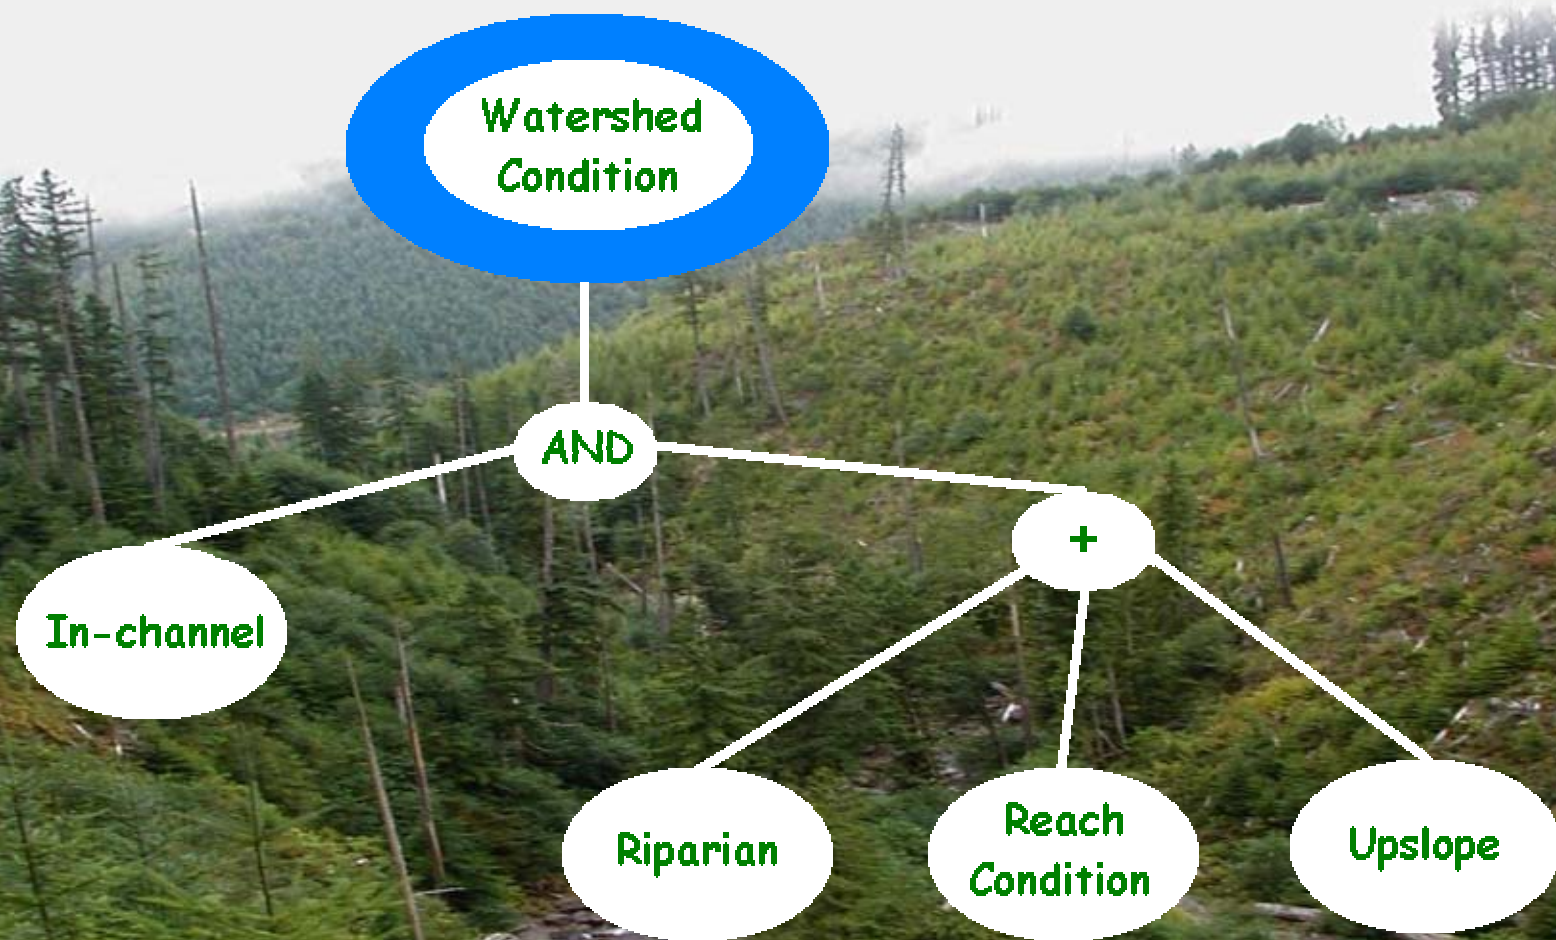 Watershed
Condition
AND
+
In-channel
Riparian
Reach
Condition
Upslope